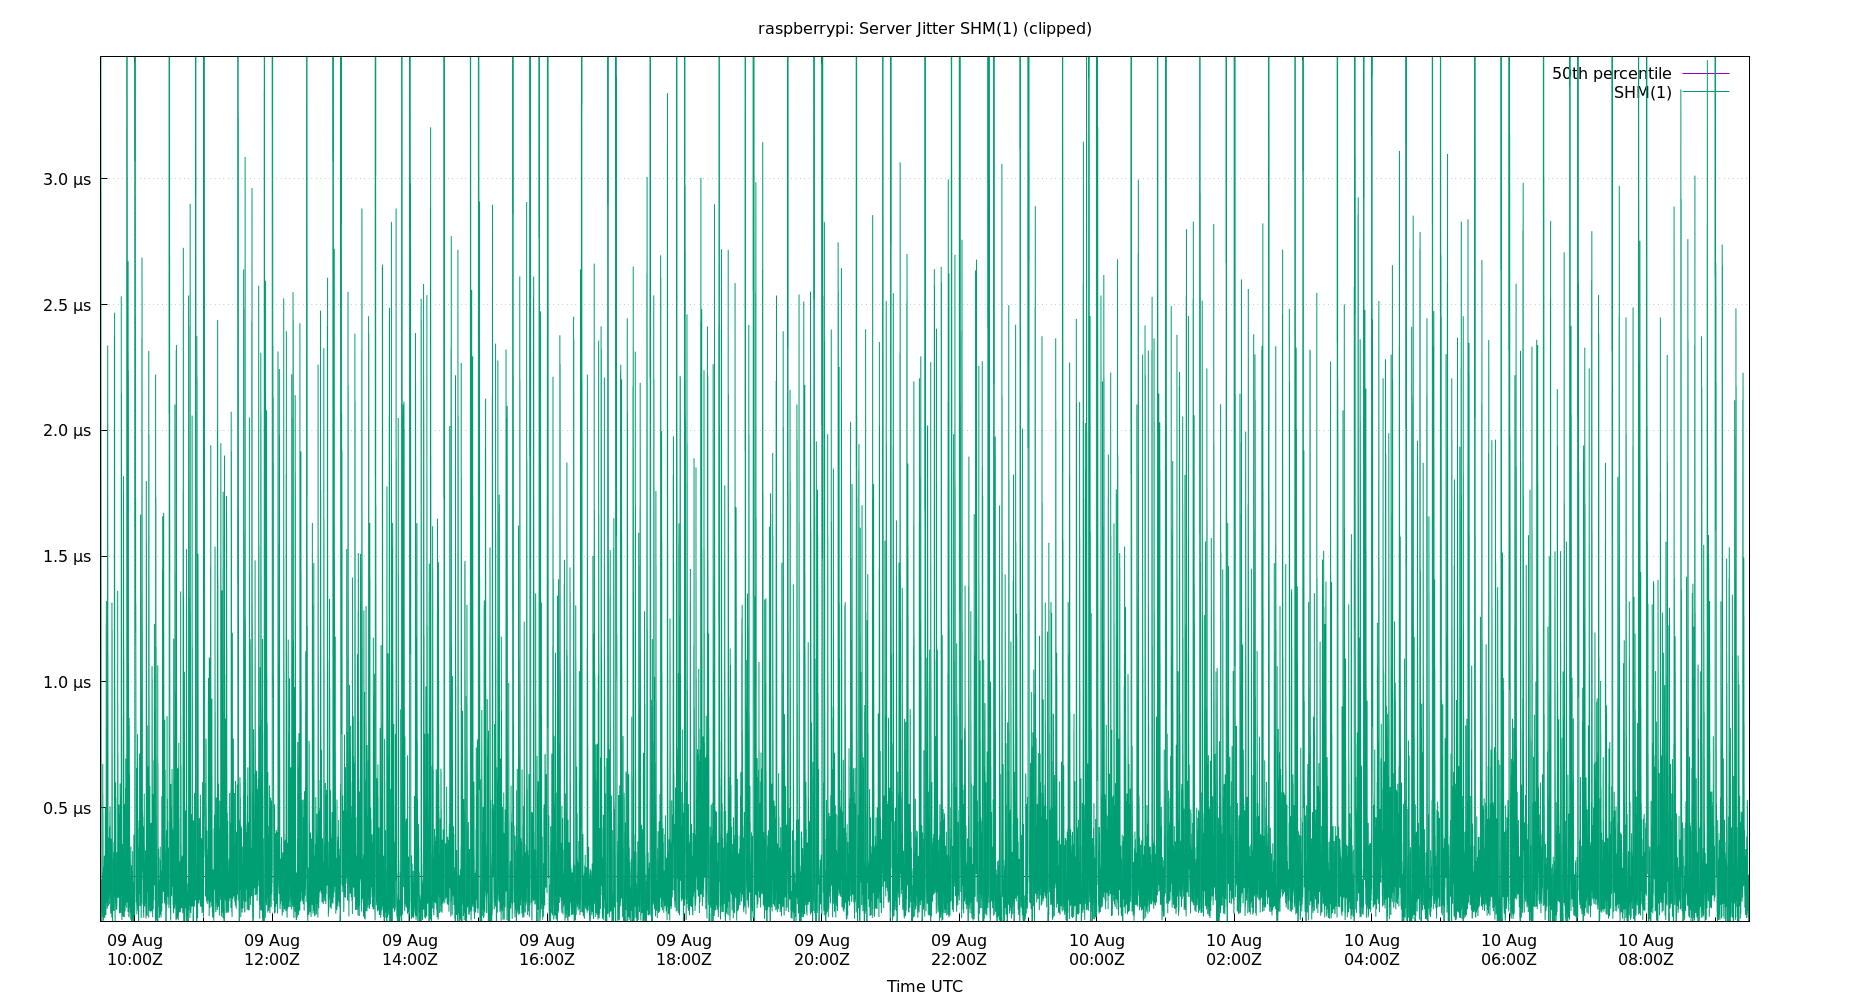 raspberrypi: Server Jitter SHM(1) (clipped)
50th percentile
SHM(1)
3.0 µs
2.5 µs
2.0 µs
1.5 µs
1.0 µs
0.5 µs
09 Aug 09 Aug 09 Aug 09 Aug 09 Aug 09 Aug 09 Aug 10 Aug 10 Aug 10 Aug 10 Aug 10 Aug
10:00Z 12:00Z 14:00Z 16:00Z 18:00Z 20:00Z 22:00Z 00:00Z 02:00Z 04:00Z 06:00Z 08:00Z
Time UTC